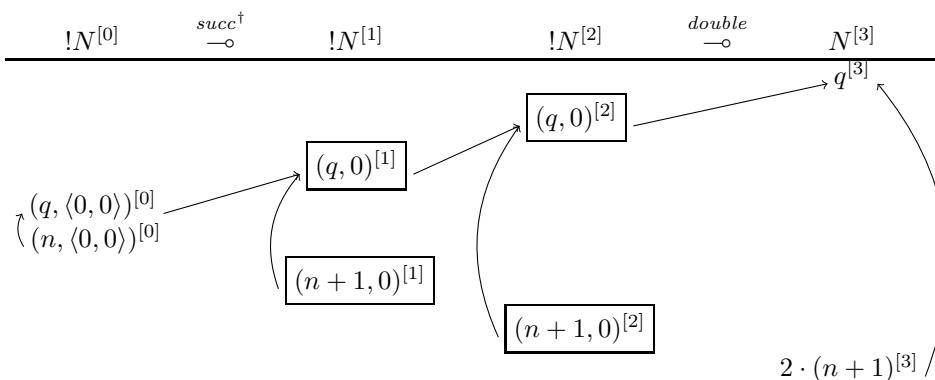 !N^{[0]} succ^† ⊸ !N^{[1]} !N^{[2]} double ⊸ N^{[3]}
q^{[3]}
(q, 0)^{[2]}
(q, 0)^{[1]}
(q, ⟨0, 0⟩)^{[0]}
(n, ⟨0, 0⟩)^{[0]}
(n + 1, 0)^{[1]}
(n + 1, 0)^{[2]}
2 · (n + 1)^{[3]}